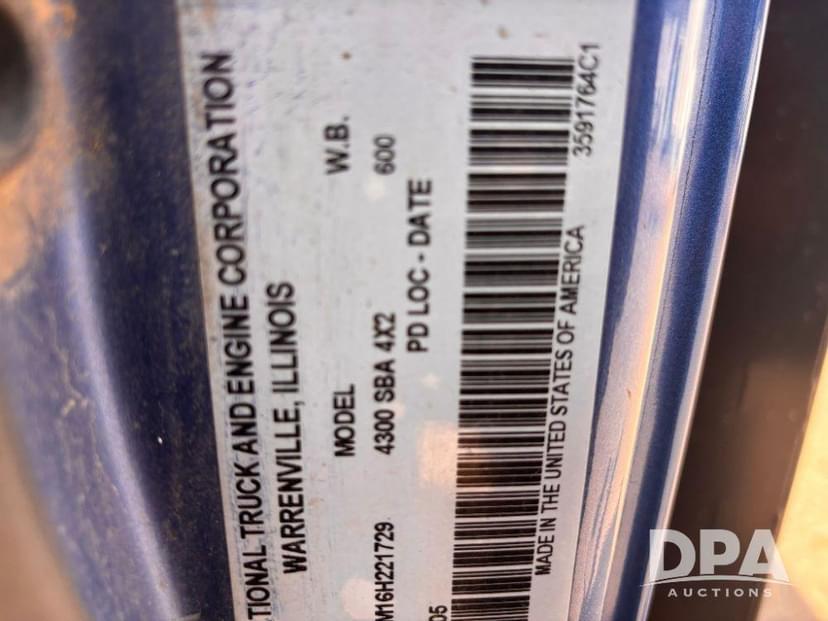 TIONAL TRUCK AND ENGINE CORPORATION
WARRENVILLE, ILLINOIS
MODEL W.B.
M16H221729 4300 SBA 4X2 600
PD LOC - DATE
05
MADE IN THE UNITED STATES OF AMERICA 3591764C1
DPA
AUCTIONS